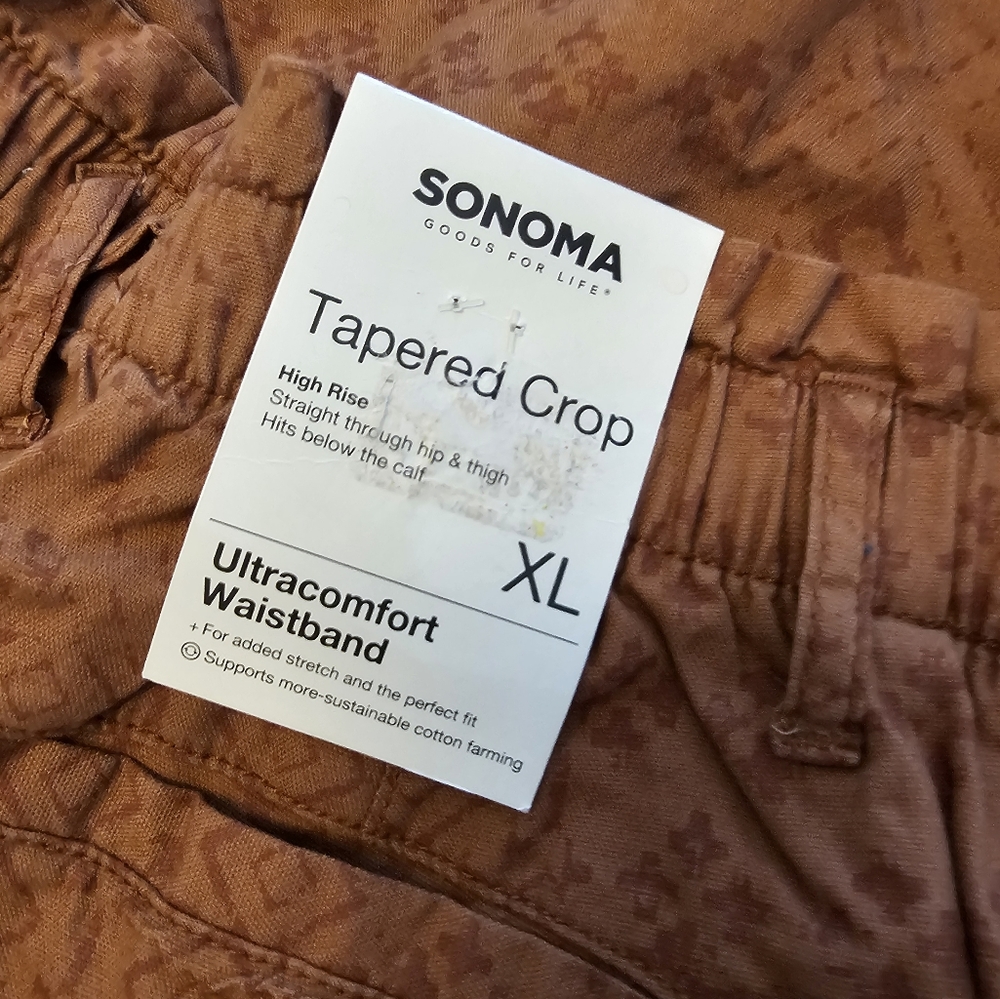 SONOMA
GOODS FOR LIFE®
Tapered Crop
High Rise
Straight through hip & thigh
Hits below the calf
XL
Ultracomfort
Waistband
+ For added stretch and the perfect fit
Supports more-sustainable cotton farming